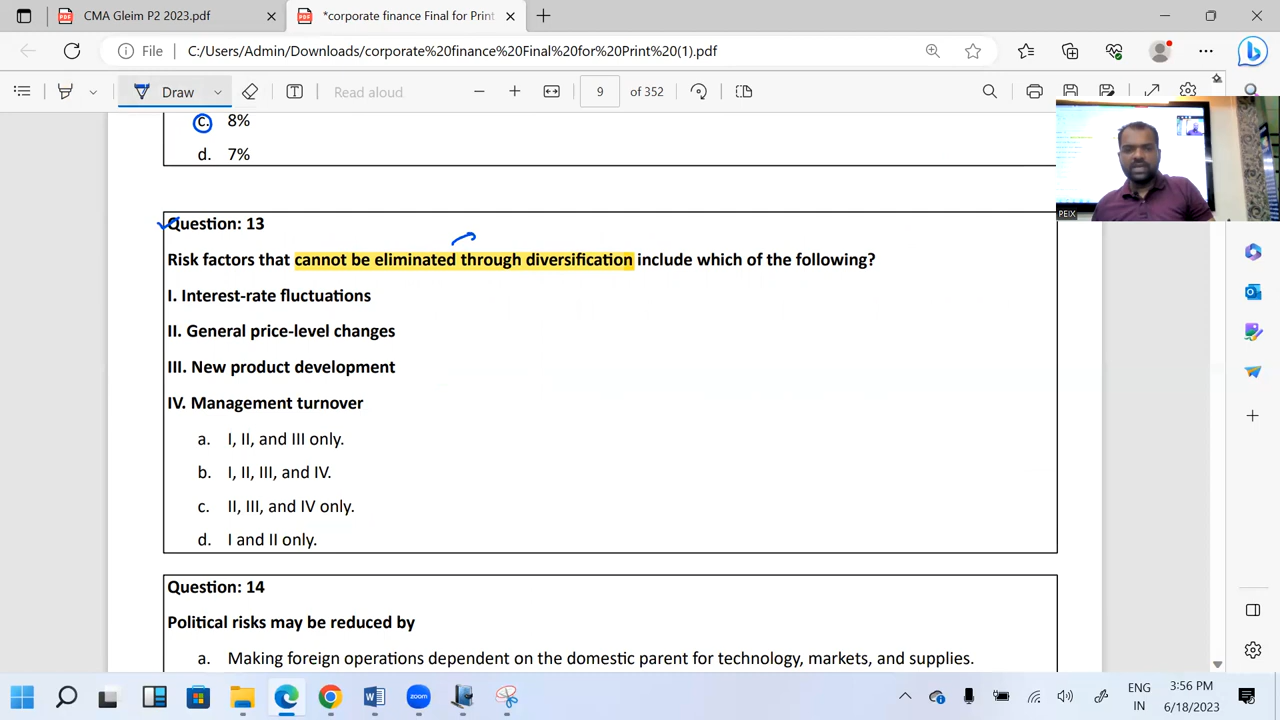 CMA Gleim P2 2023.pdf
*corporate finance Final for Print
File
C:/Users/Admin/Downloads/corporate%20finance%20Final%20for%20Print%20(1).pdf
Draw
Read aloud
9
of 352
c. 8%
d. 7%
PEIX
Question: 13
Risk factors that cannot be eliminated through diversification include which of the following?
I. Interest-rate fluctuations
II. General price-level changes
III. New product development
IV. Management turnover
a. I, II, and III only.
b. I, II, III, and IV.
c. II, III, and IV only.
d. I and II only.
Question: 14
Political risks may be reduced by
a. Making foreign operations dependent on the domestic parent for technology, markets, and supplies.
zoom
ENG
IN
3:56 PM
6/18/2023